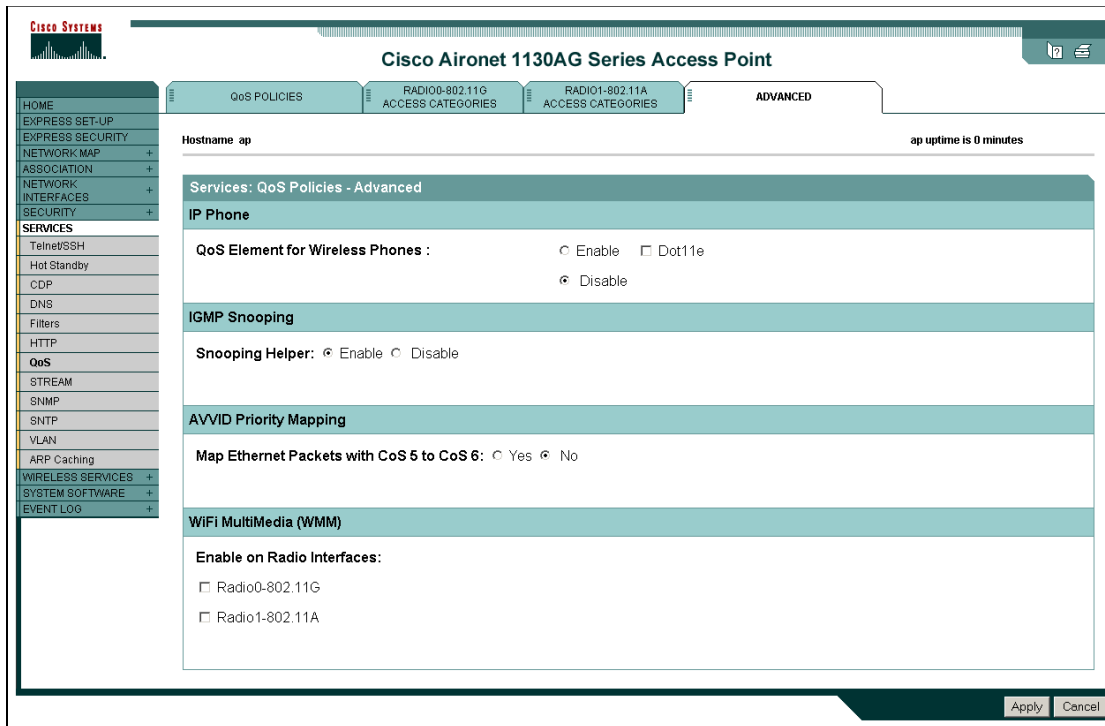 CISCO SYSTEMS
Cisco Aironet 1130AG Series Access Point
QoS POLICIES
RADIO0-802.11G
ACCESS CATEGORIES
RADIO1-802.11A
ACCESS CATEGORIES
ADVANCED
HOME
EXPRESS SET-UP
EXPRESS SECURITY
NETWORK MAP +
ASSOCIATION +
NETWORK
INTERFACES +
SECURITY +
SERVICES
Telnet/SSH
Hot Standby
CDP
DNS
Filters
HTTP
QoS
STREAM
SNMP
SNTP
VLAN
ARP Caching
WIRELESS SERVICES +
SYSTEM SOFTWARE +
EVENT LOG +
Hostname ap
ap uptime is 0 minutes
Services: QoS Policies - Advanced
IP Phone
QoS Element for Wireless Phones :
Enable Dot11e
Disable
IGMP Snooping
Snooping Helper: Enable Disable
AVVID Priority Mapping
Map Ethernet Packets with CoS 5 to CoS 6: Yes No
WiFi MultiMedia (WMM)
Enable on Radio Interfaces:
Radio0-802.11G
Radio1-802.11A
Apply Cancel